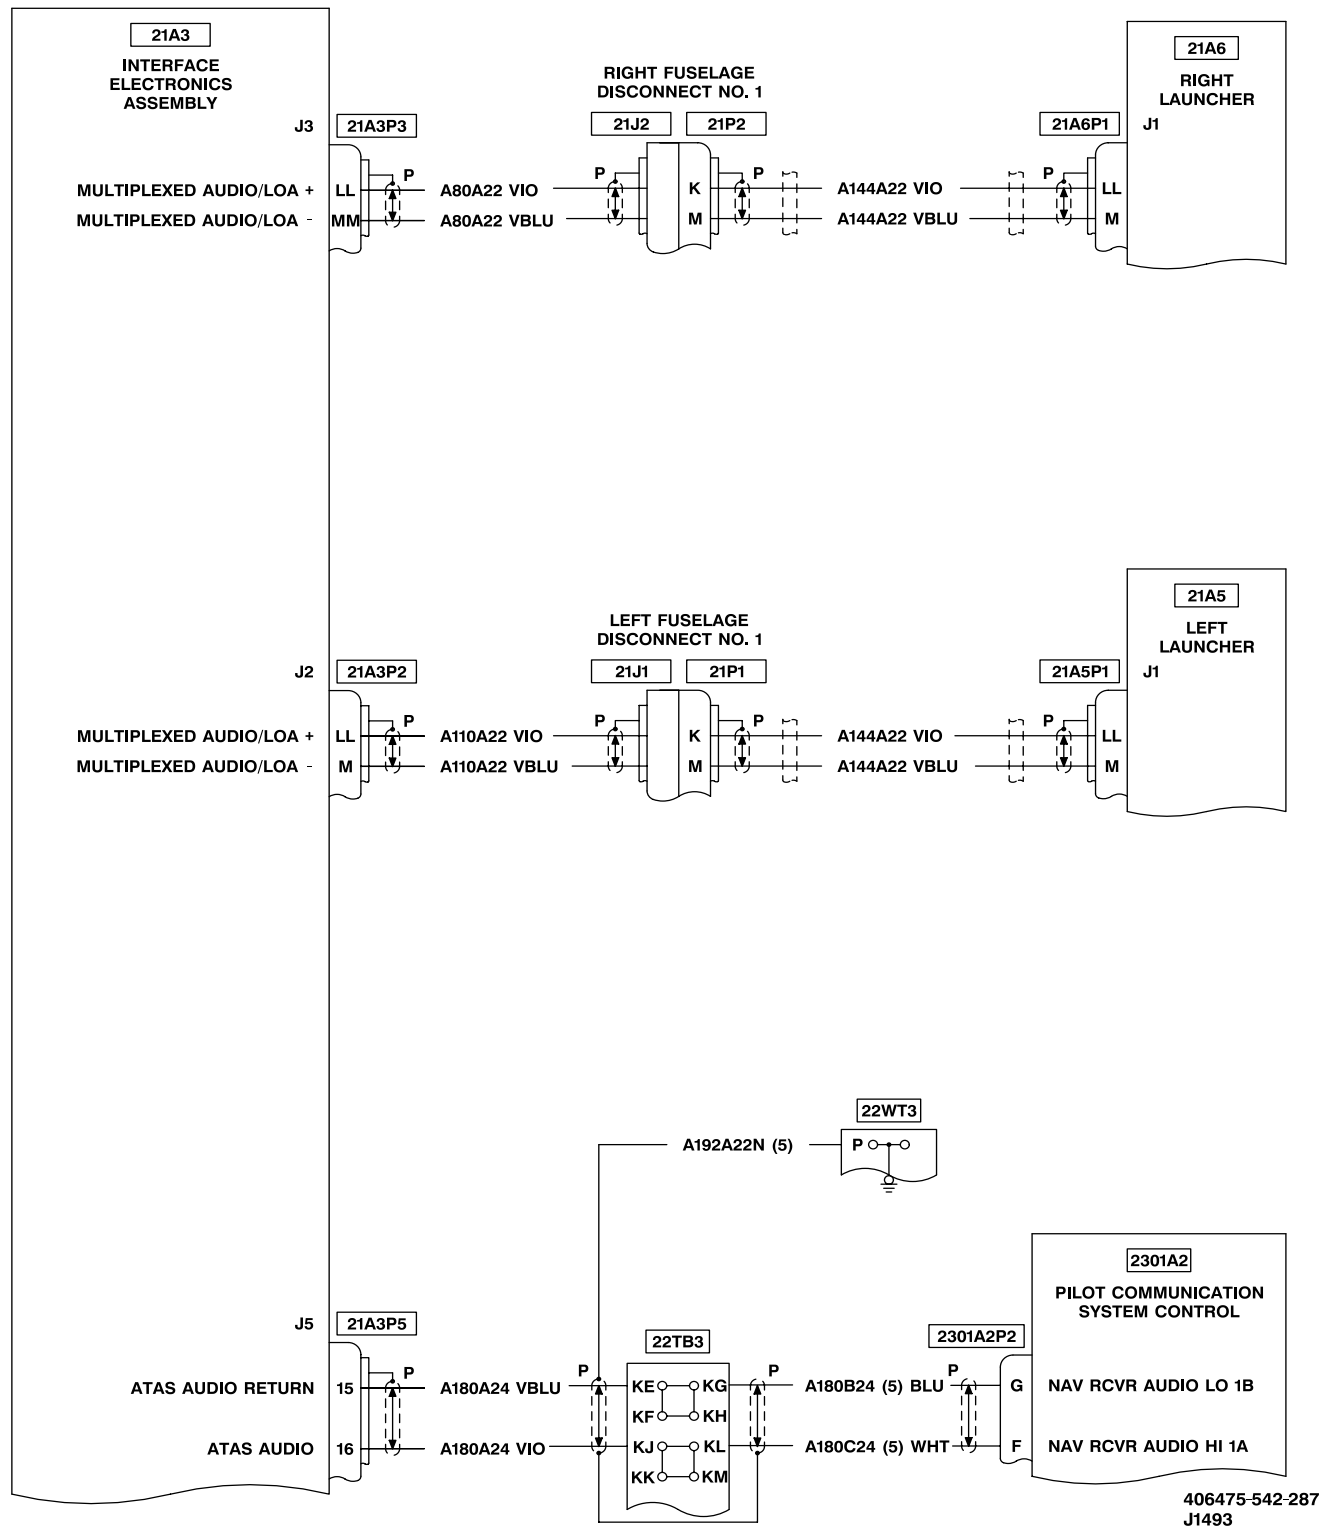 21A3
INTERFACE
ELECTRONICS
ASSEMBLY
21A6
RIGHT
LAUNCHER
RIGHT FUSELAGE
DISCONNECT NO. 1
J3 21A3P3 21J2 21P2 21A6P1 J1
P P P P
MULTIPLEXED AUDIO/LOA + LL A80A22 VIO K A144A22 VIO LL
MULTIPLEXED AUDIO/LOA - MM A80A22 VBLU M A144A22 VBLU M
21A5
LEFT
LAUNCHER
LEFT FUSELAGE
DISCONNECT NO. 1
J2 21A3P2 21J1 21P1 21A5P1 J1
P P P P
MULTIPLEXED AUDIO/LOA + LL A110A22 VIO K A144A22 VIO LL
MULTIPLEXED AUDIO/LOA - M A110A22 VBLU M A144A22 VBLU M
22WT3
A192A22N (5) P
2301A2
PILOT COMMUNICATION
SYSTEM CONTROL
J5 21A3P5 22TB3 2301A2P2
P P P P
ATAS AUDIO RETURN 15 A180A24 VBLU KE KG A180B24 (5) BLU G NAV RCVR AUDIO LO 1B
KF KH
ATAS AUDIO 16 A180A24 VIO KJ KL A180C24 (5) WHT F NAV RCVR AUDIO HI 1A
KK KM
406475-542-287
J1493